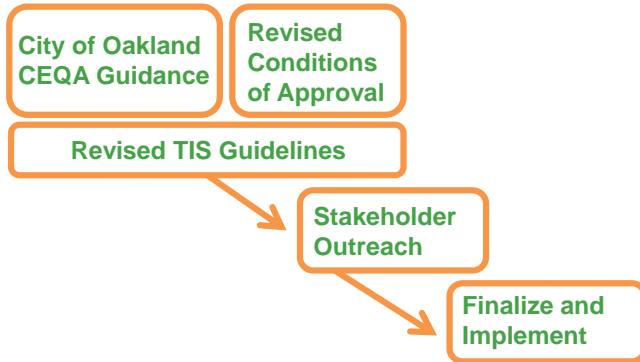 City of Oakland
CEQA Guidance
Revised
Conditions
of Approval
Revised TIS Guidelines
Stakeholder
Outreach
Finalize and
Implement